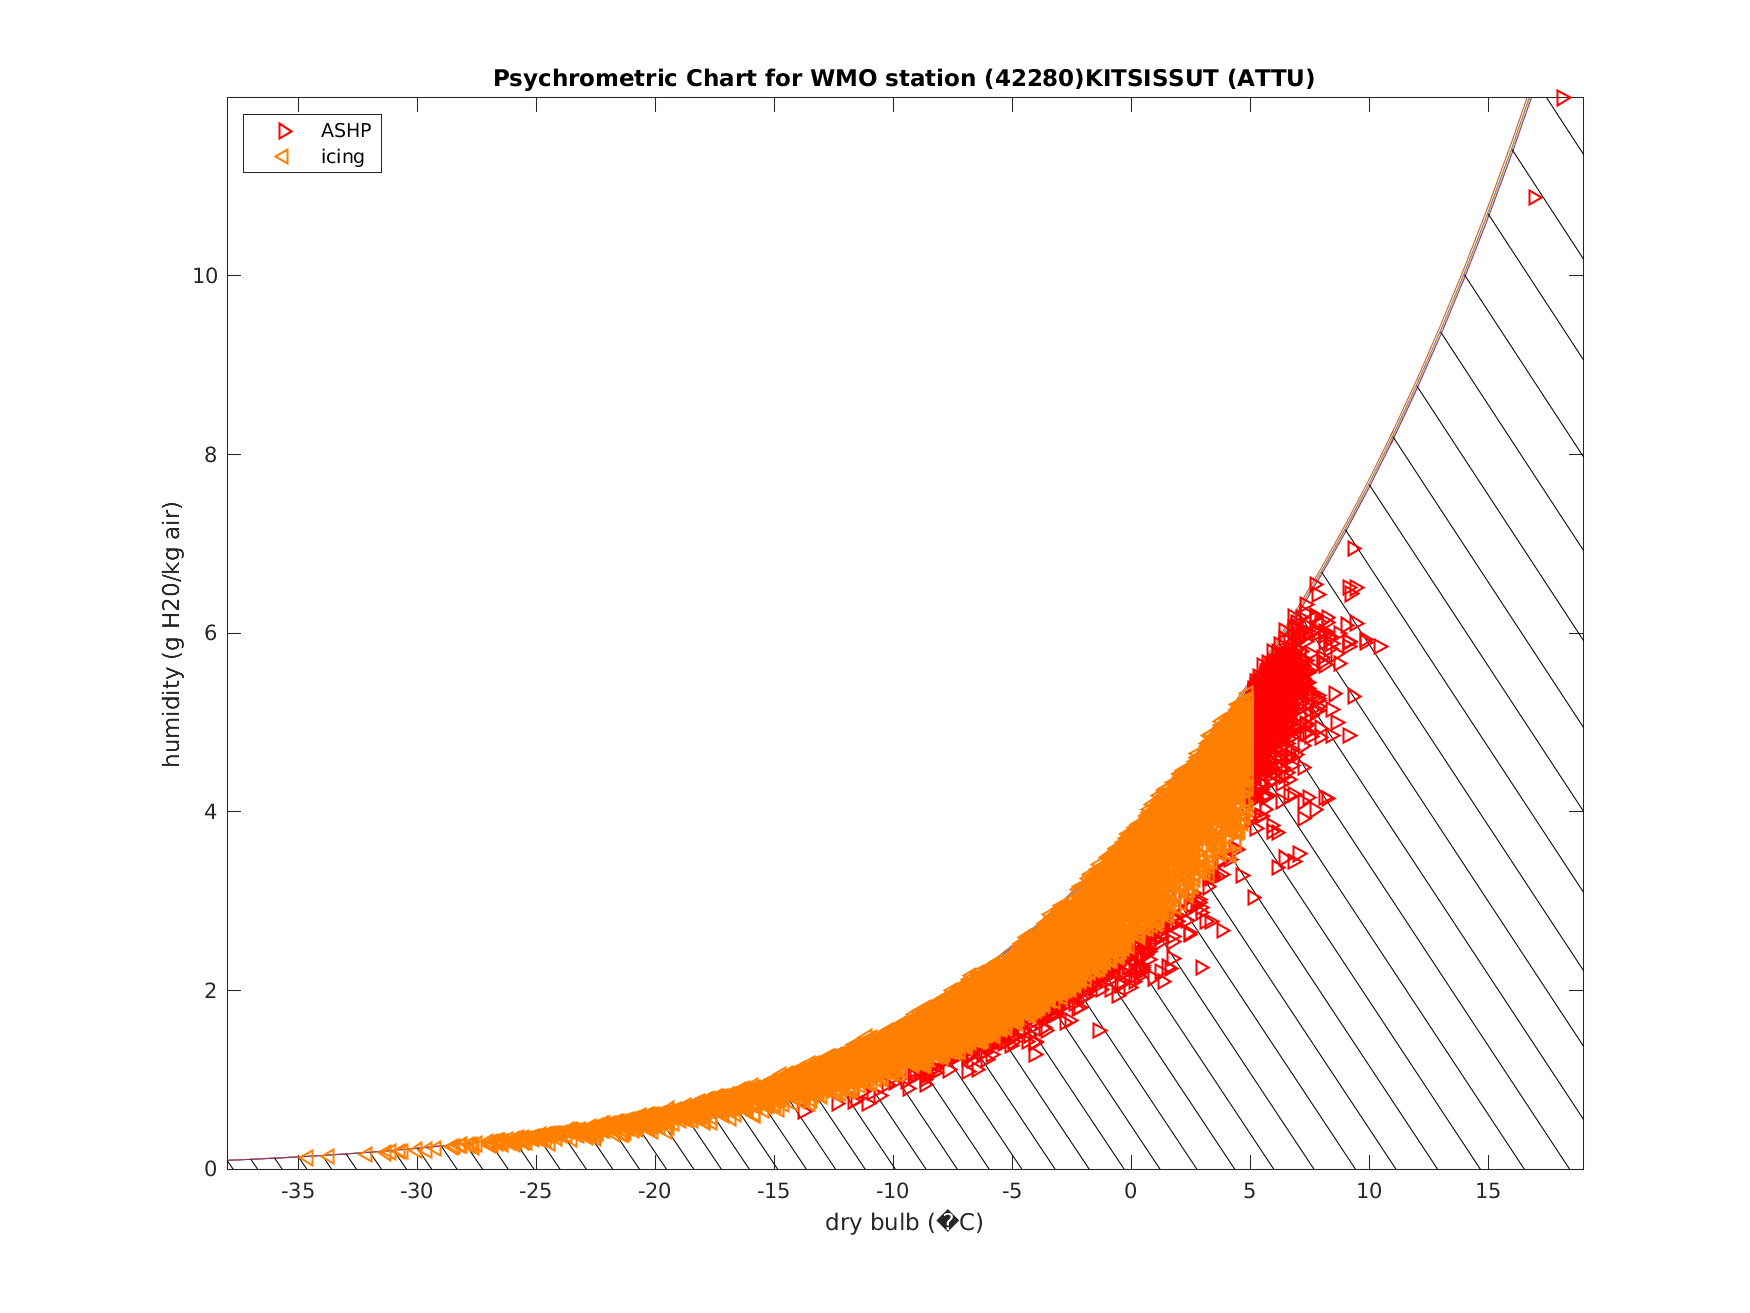 Psychrometric Chart for WMO station (42280)KITSISSUT (ATTU)
ASHP
icing
10
8
6
4
2
0
humidity (g H20/kg air)
-35 -30 -25 -20 -15 -10 -5 0 5 10 15
dry bulb (�C)